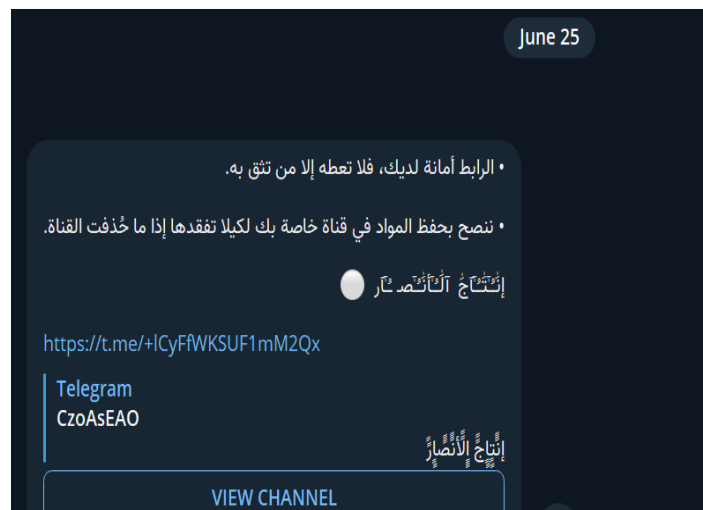 June 25
• الرابط أمانة لديك، فلا تعطه إلا من تثق به.
• ننصح بحفظ المواد في قناة خاصة بك لكيلا تفقدها إذا ما حُذفت القناة.
إنتاج الأنصار
https://t.me/+lCyFfWKSUF1mM2Qx
Telegram
CzoAsEAO
إنتاج الأنصار
VIEW CHANNEL